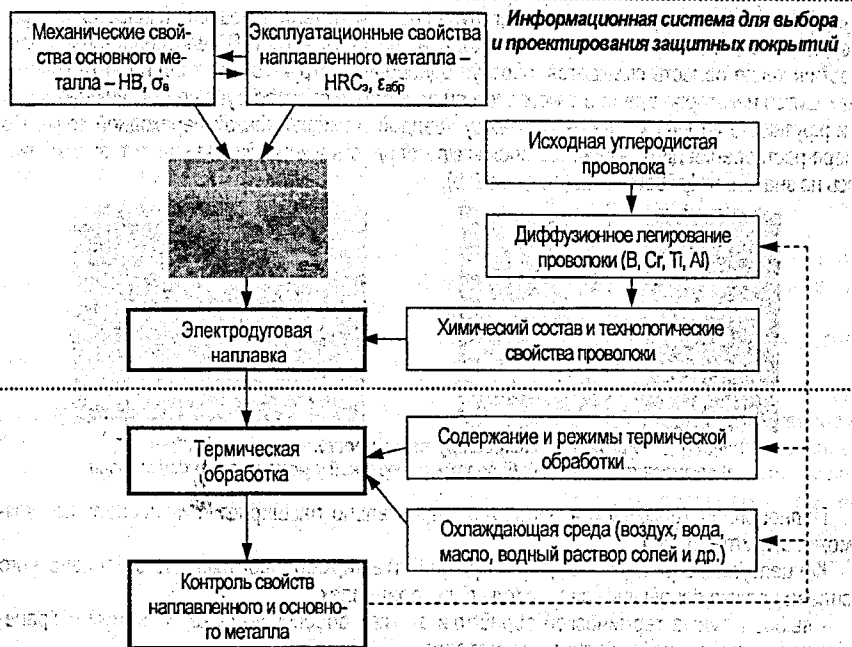 Информационная система для выбора
и проектирования защитных покрытий
Механические свой-
ства основного ме-
талла – HB, σв
Эксплуатационные свойства
наплавленного металла –
HRCэ, εабр
Исходная углеродистая
проволока
Диффузионное легирование
проволоки (B, Cr, Ti, Al)
Электродуговая
наплавка
Химический состав и технологические
свойства проволоки
Термическая
обработка
Содержание и режимы термической
обработки
Охлаждающая среда (воздух, вода,
масло, водный раствор солей и др.)
Контроль свойств
наплавленного и основно-
го металла